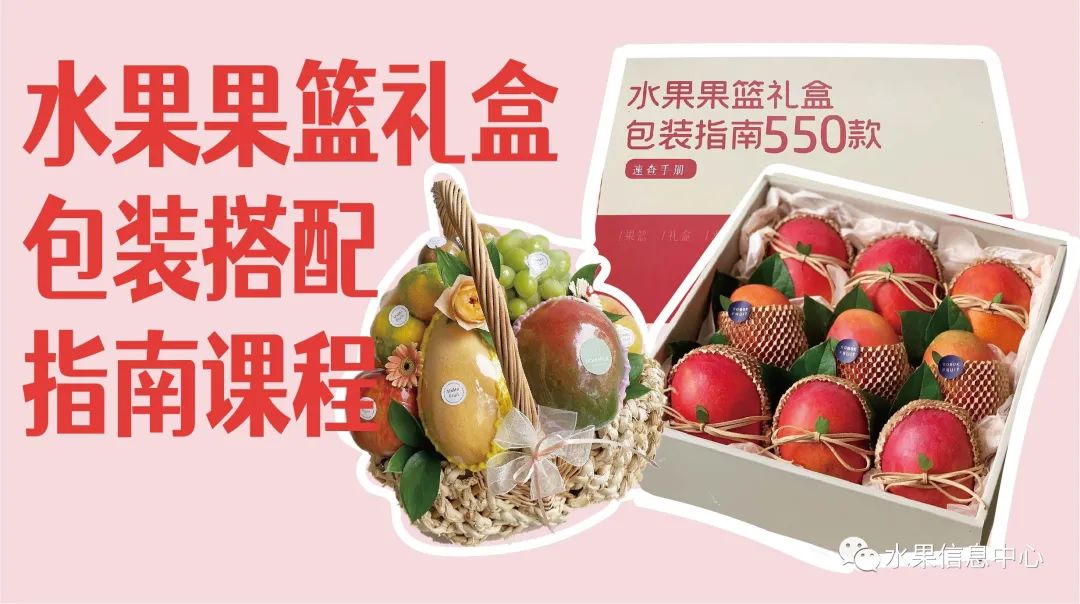 水果果篮礼盒
包装搭配
指南课程
水果果篮礼盒
包装指南550款
速查手册
/果篮 /礼盒
水果信息中心